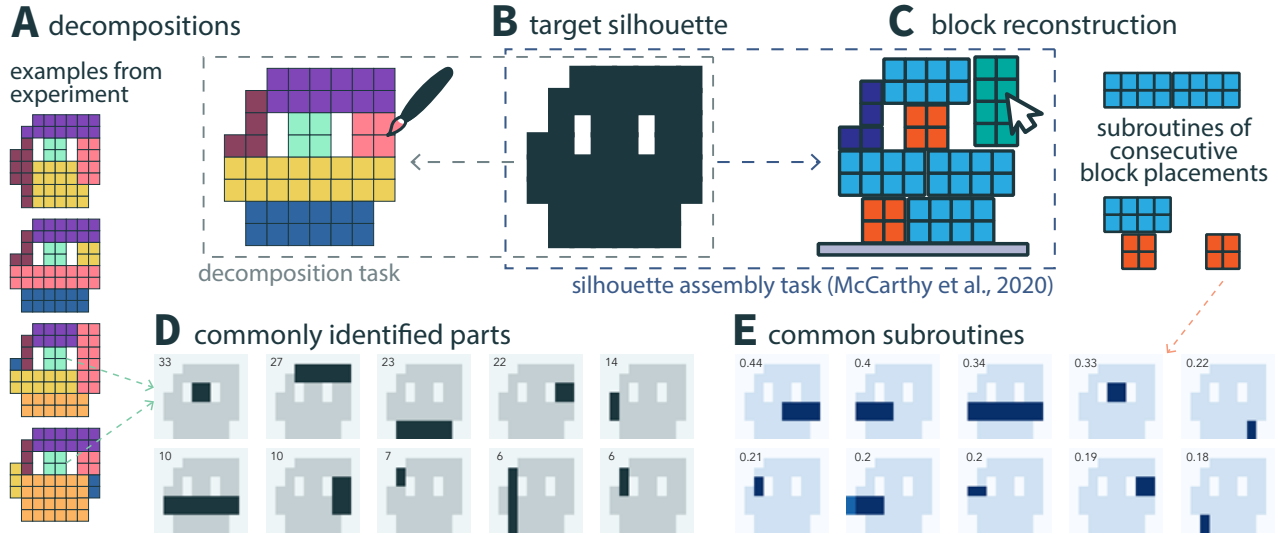 A decompositions
B target silhouette
C block reconstruction
examples from
experiment
subroutines of
consecutive
block placements
decomposition task
silhouette assembly task (McCarthy et al., 2020)
D commonly identified parts
33 27 23 22 14
10 10 7 6 6
E common subroutines
0.44 0.4 0.34 0.33 0.22
0.21 0.2 0.2 0.19 0.18